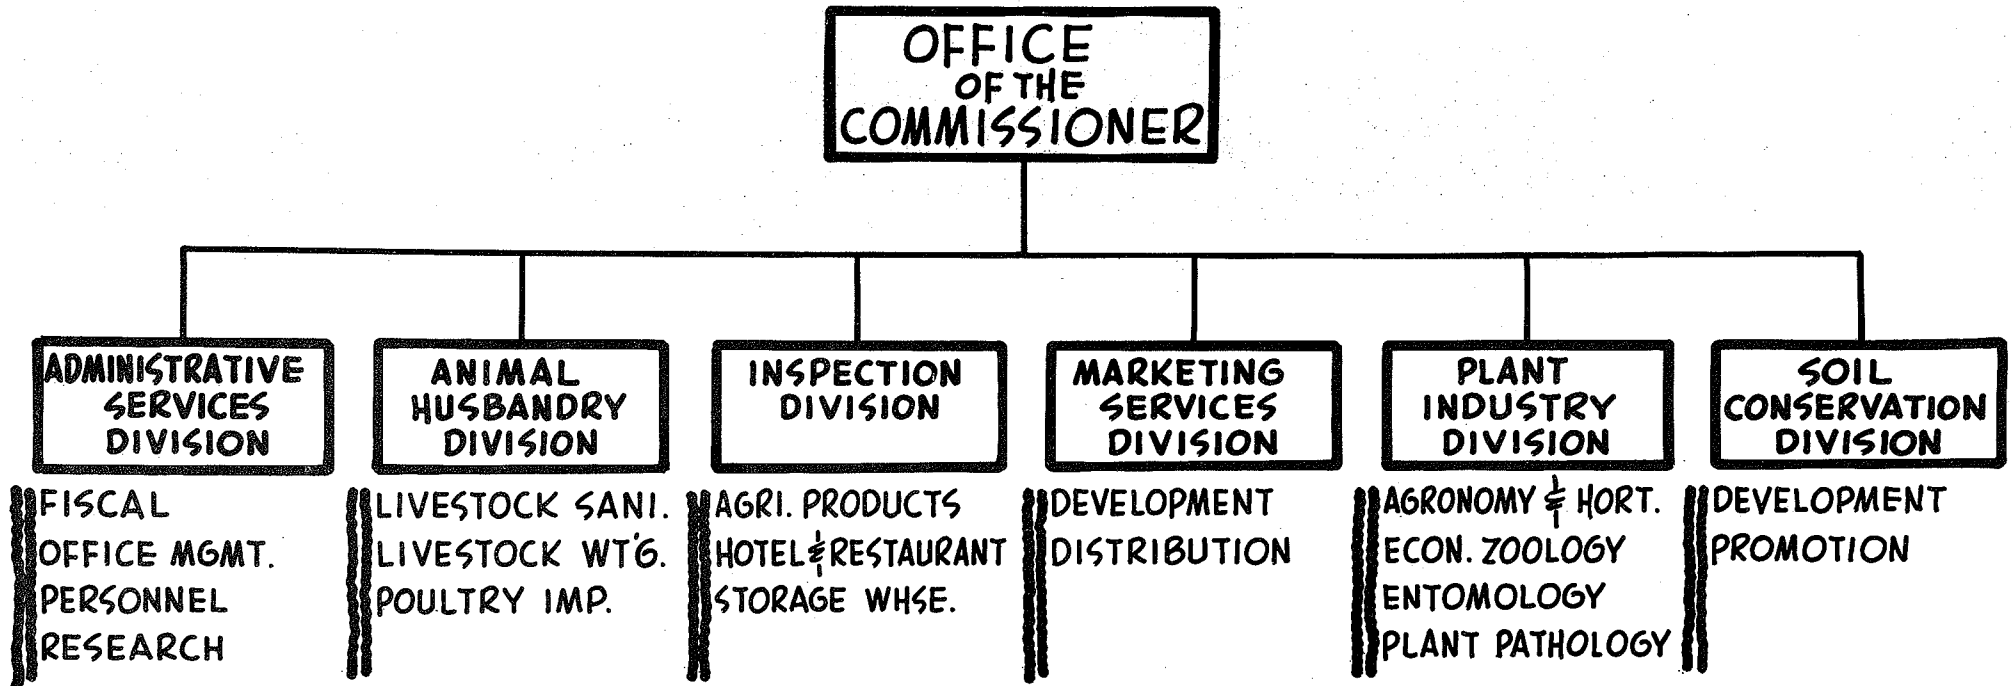 OFFICE
OF THE
COMMISSIONER
ADMINISTRATIVE
SERVICES
DIVISION
FISCAL
OFFICE MGMT.
PERSONNEL
RESEARCH
ANIMAL
HUSBANDRY
DIVISION
LIVESTOCK SANI.
LIVESTOCK WT'G.
POULTRY IMP.
INSPECTION
DIVISION
AGRI. PRODUCTS
HOTEL & RESTAURANT
STORAGE WHSE.
MARKETING
SERVICES
DIVISION
DEVELOPMENT
DISTRIBUTION
PLANT
INDUSTRY
DIVISION
AGRONOMY & HORT.
ECON. ZOOLOGY
ENTOMOLOGY
PLANT PATHOLOGY
SOIL
CONSERVATION
DIVISION
DEVELOPMENT
PROMOTION